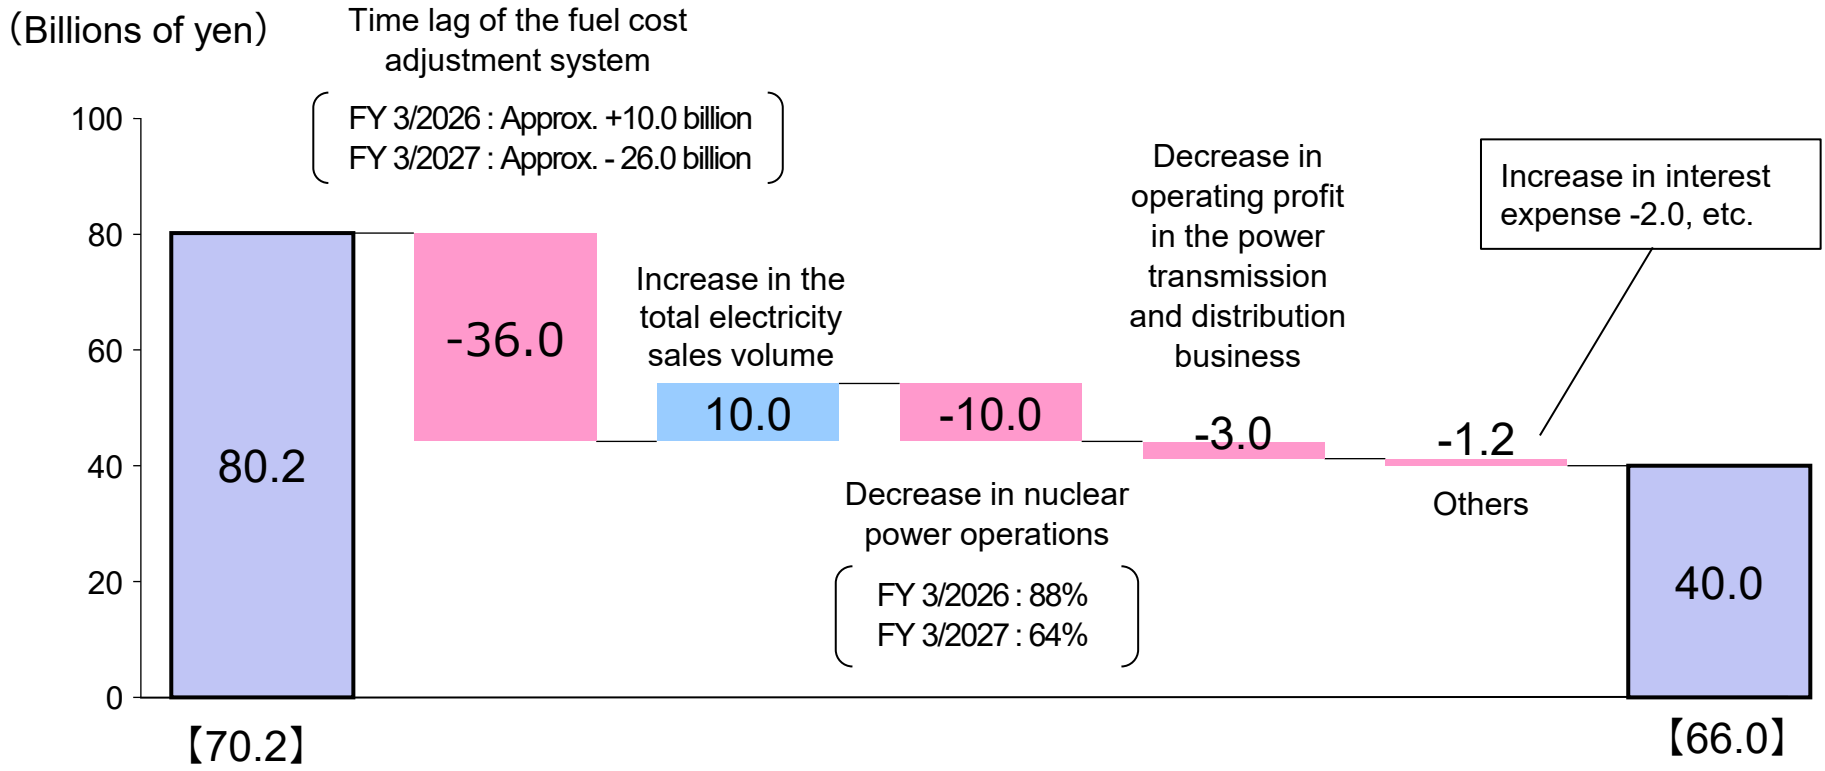 （Billions of yen）
Time lag of the fuel cost
adjustment system
FY 3/2026 : Approx. +10.0 billion
FY 3/2027 : Approx. - 26.0 billion
100
80
60
40
20
0
80.2
-36.0
Increase in the
total electricity
sales volume
10.0
-10.0
Decrease in nuclear
power operations
FY 3/2026 : 88%
FY 3/2027 : 64%
Decrease in
operating profit
in the power
transmission
and distribution
business
-3.0
-1.2
Others
Increase in interest
expense -2.0, etc.
40.0
【70.2】
【66.0】